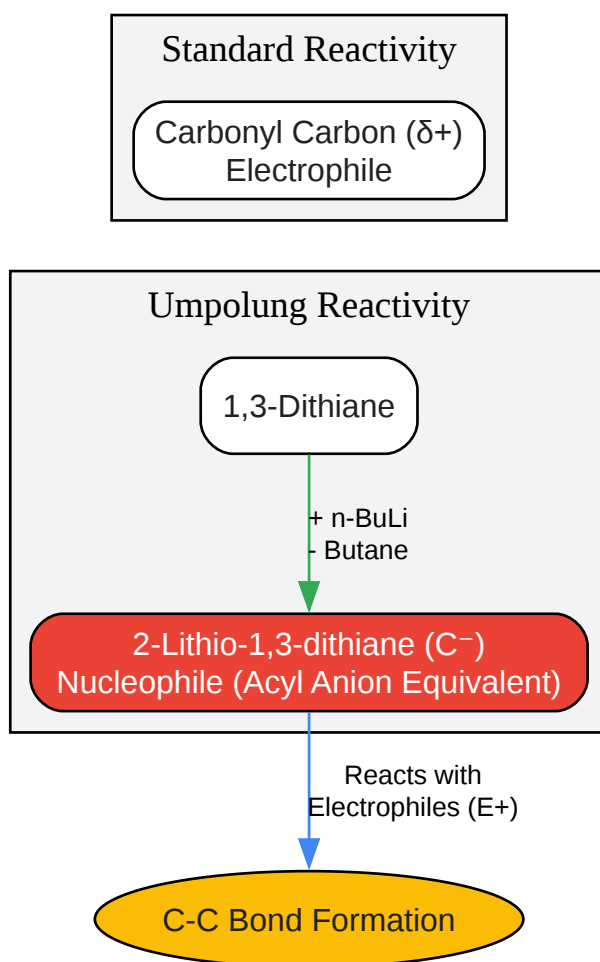 Standard Reactivity
Carbonyl Carbon (δ+)
Electrophile
Umpolung Reactivity
1,3-Dithiane
+ n-BuLi
- Butane
2-Lithio-1,3-dithiane (C⁻)
Nucleophile (Acyl Anion Equivalent)
Reacts with
Electrophiles (E+)
C-C Bond Formation